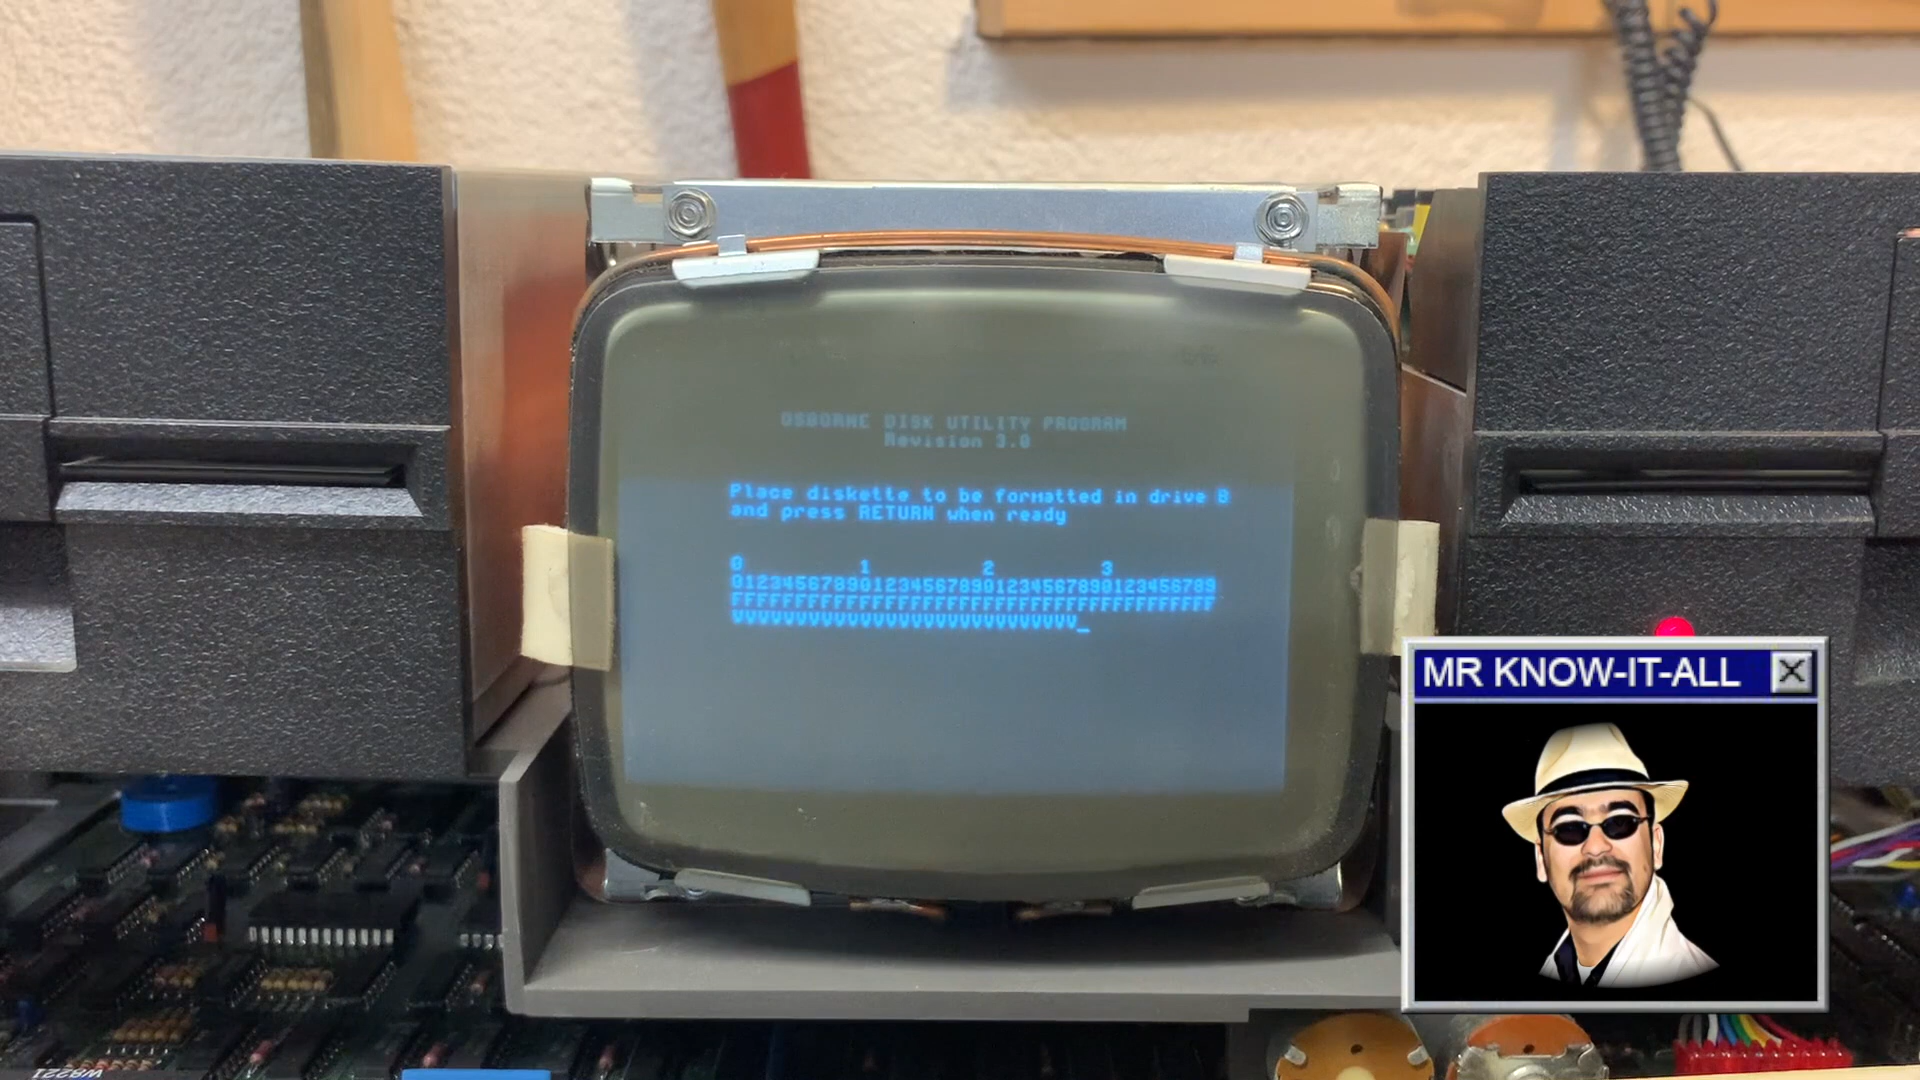 OSBORNE DISK UTILITY PROGRAM
Revision 3.0
Place diskette to be formatted in drive B
and press RETURN when ready
0 1 2 3
0123456789012345678901234567890123456789
FFFFFFFFFFFFFFFFFFFFFFFFFFFFFFFFFFFFFFFF
VVVVVVVVVVVVVVVVVVVVVVVVVVVV_
MR KNOW-IT-ALL